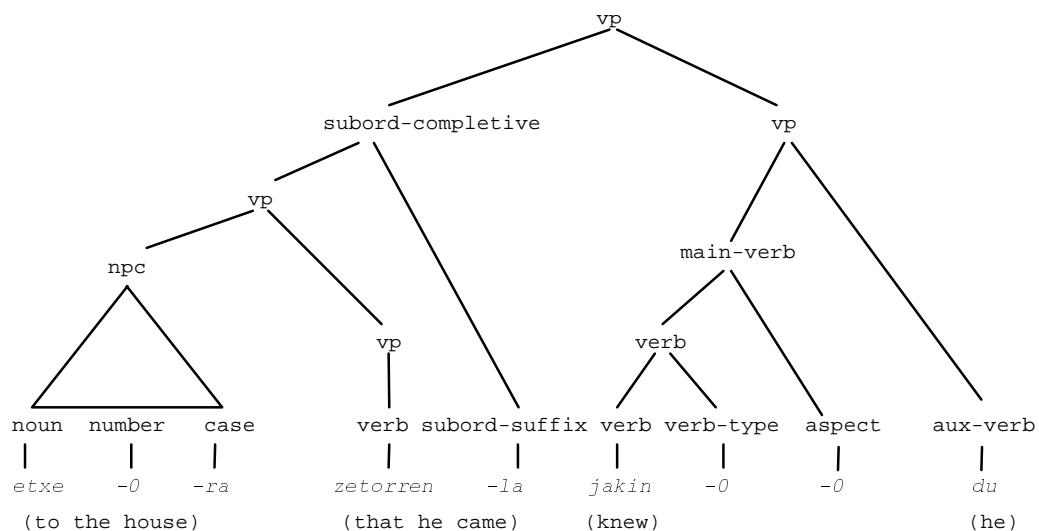 vp
subord-completive vp
vp
main-verb
npc
vp verb
noun number case verb subord-suffix verb verb-type aspect aux-verb
etxe -0 -ra zetorren -la jakin -0 -0 du
(to the house) (that he came) (knew) (he)